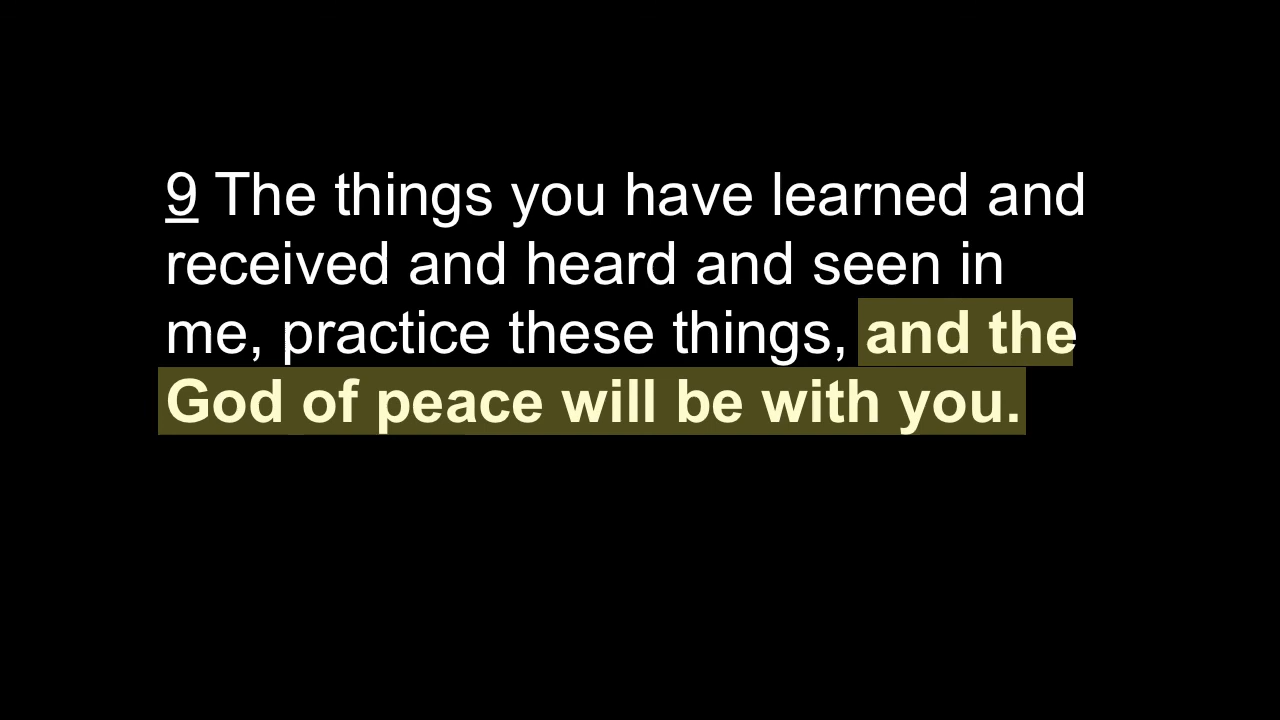 9 The things you have learned and
received and heard and seen in
me, practice these things, and the
God of peace will be with you.